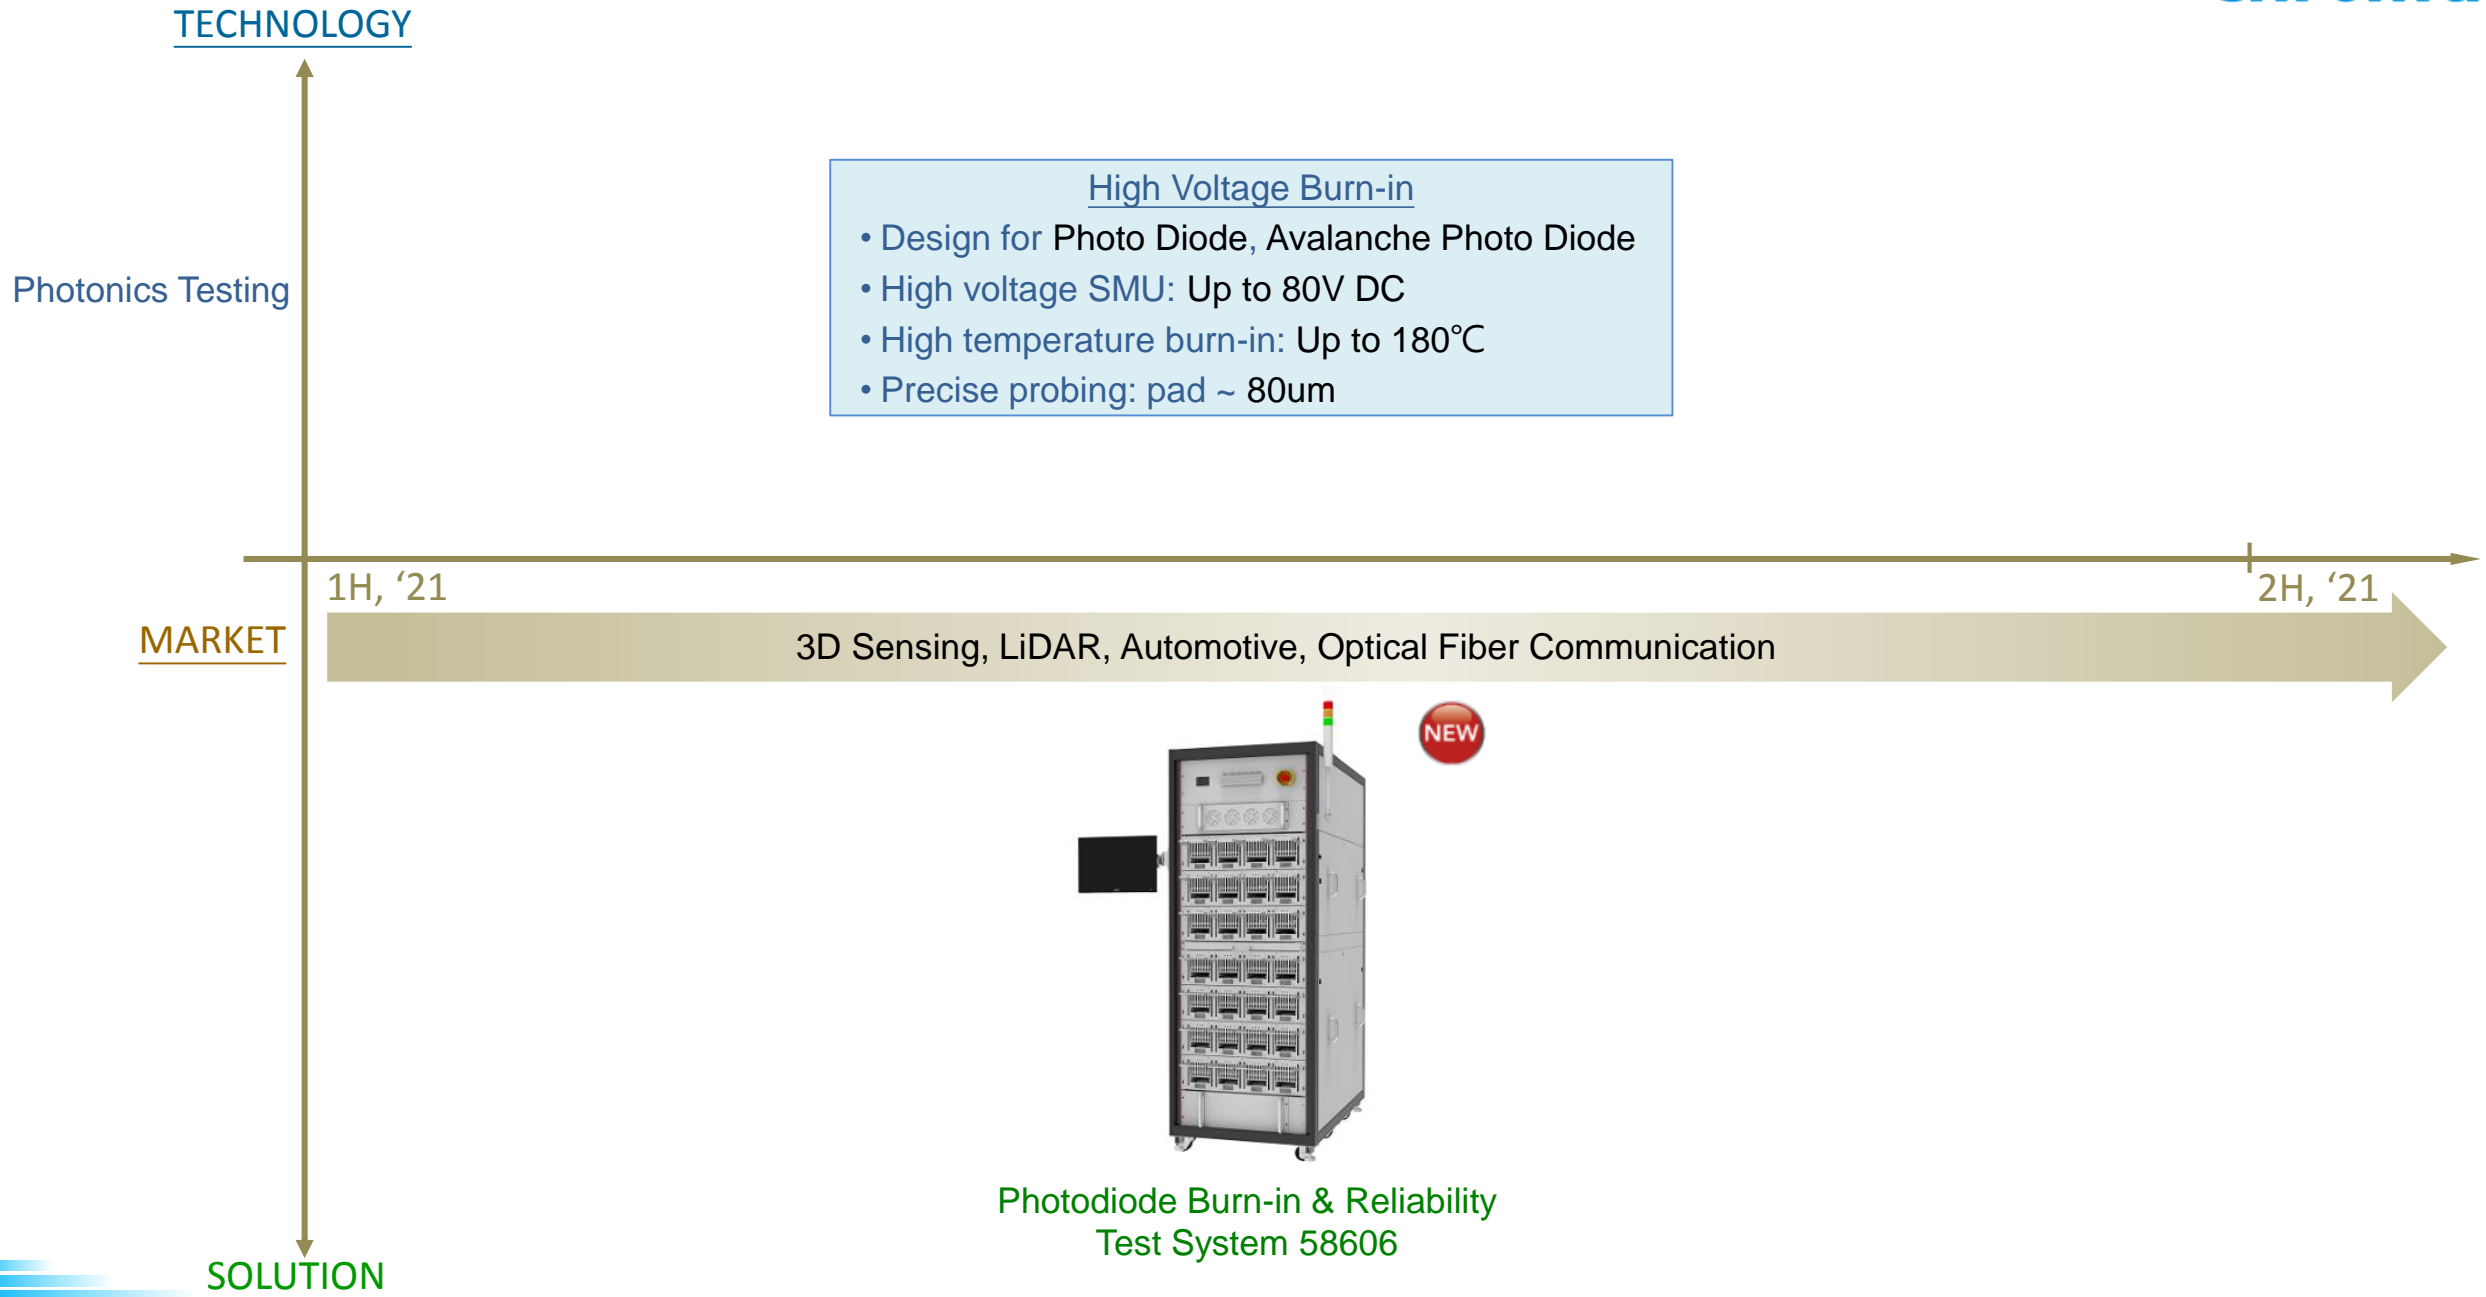 TECHNOLOGY
High Voltage Burn-in
• Design for Photo Diode, Avalanche Photo Diode
Photonics Testing
• High voltage SMU: Up to 80V DC
• High temperature burn-in: Up to 180℃
• Precise probing: pad ~ 80um
1H, ‘21
2H, ‘21
MARKET
3D Sensing, LiDAR, Automotive, Optical Fiber Communication
NEW
Photodiode Burn-in & Reliability
Test System 58606
SOLUTION